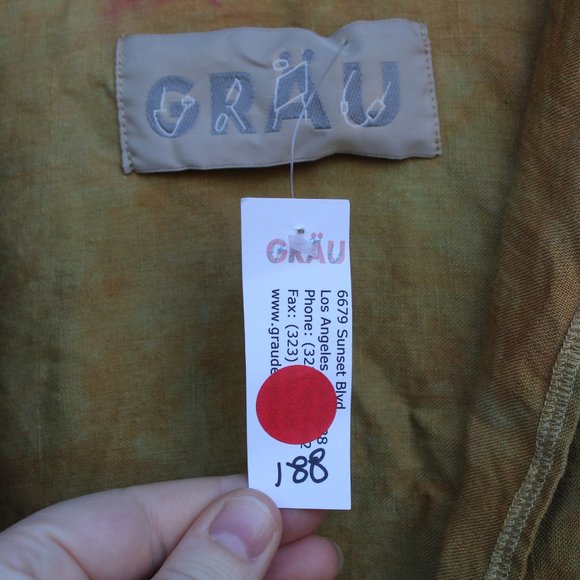 GRÄU
GRÄU
6679 Sunset Blvd
Los Angeles
Phone: (32
Fax: (323)
www.graude
188